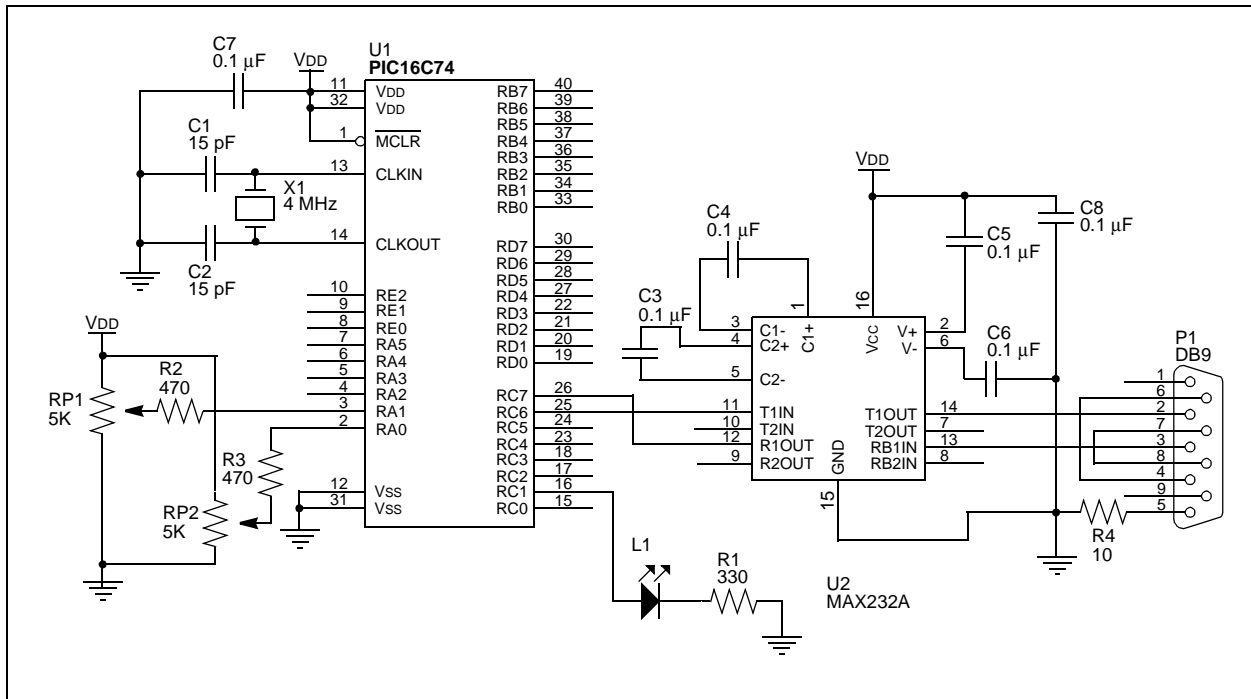 C7
0.1 µF
VDD
U1
PIC16C74
C1
15 pF
X1
4 MHz
C2
15 pF
11
32
1
13
14
10
9
8
7
6
5
4
3
2
12
31
VDD
VDD
MCLR
CLKIN
CLKOUT
RE2
RE1
RE0
RA5
RA4
RA3
RA2
RA1
RA0
VSS
VSS
RB7
RB6
RB5
RB4
RB3
RB2
RB1
RB0
RD7
RD6
RD5
RD4
RD3
RD2
RD1
RD0
RC7
RC6
RC5
RC4
RC3
RC2
RC1
RC0
40
39
38
37
36
35
34
33
30
29
28
27
22
21
20
19
26
25
24
23
18
17
16
15
VDD
RP1
5K
R2
470
R3
470
RP2
5K
L1
R1
330
VDD
C4
0.1 µF
C3
0.1 µF
C5
0.1 µF
C8
0.1 µF
C6
0.1 µF
1
16
3
4
5
11
10
12
9
C1-
C2+
C2-
T1IN
T2IN
R1OUT
R2OUT
C1+
VCC
GND
15
V+
V-
T1OUT
T2OUT
RB1IN
RB2IN
2
6
14
7
13
8
U2
MAX232A
P1
DB9
1
6
2
7
3
8
4
9
5
R4
10